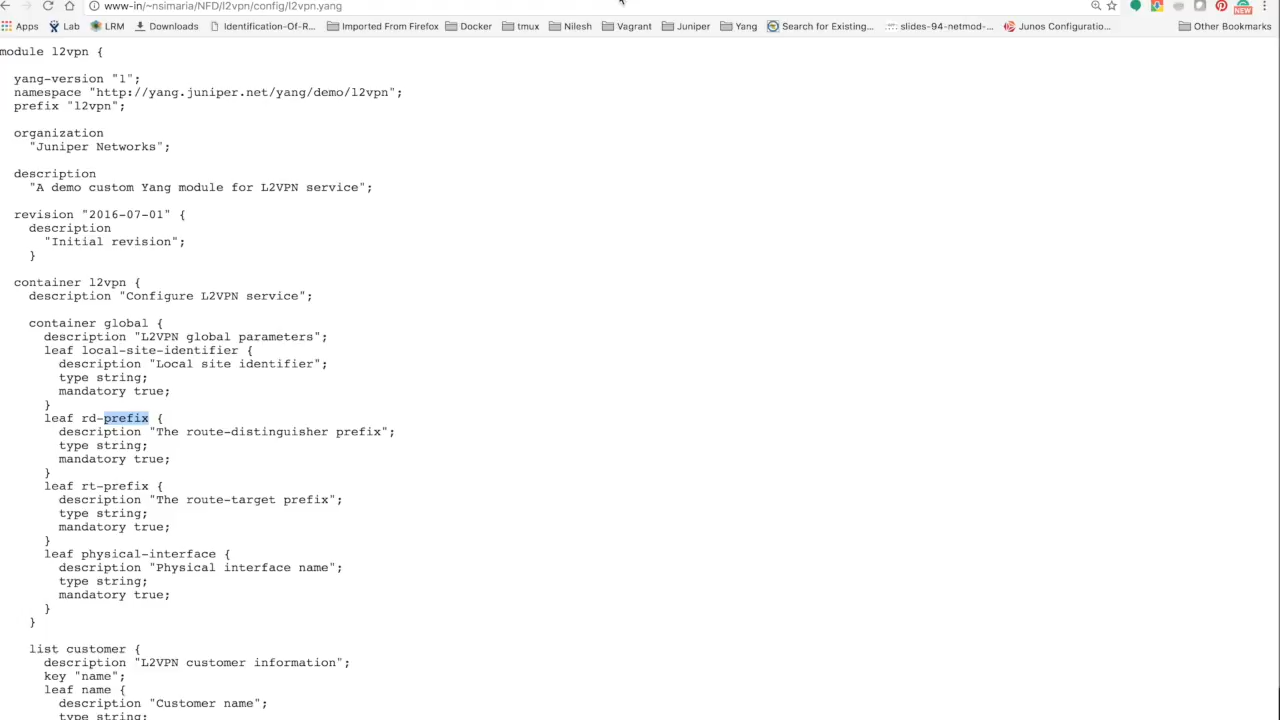 www-in/~nsimaria/NFD/l2vpn/config/l2vpn.yang
NEW
Apps Lab LRM Downloads Identification-Of-R... Imported From Firefox Docker tmux Nilesh Vagrant Juniper Yang Search for Existing... slides-94-netmod-... Junos Configuratio... Other Bookmarks
module l2vpn {
yang-version "1";
namespace "http://yang.juniper.net/yang/demo/l2vpn";
prefix "l2vpn";
organization
"Juniper Networks";
description
"A demo custom Yang module for L2VPN service";
revision "2016-07-01" {
description
"Initial revision";
}
container l2vpn {
description "Configure L2VPN service";
container global {
description "L2VPN global parameters";
leaf local-site-identifier {
description "Local site identifier";
type string;
mandatory true;
}
leaf rd-prefix {
description "The route-distinguisher prefix";
type string;
mandatory true;
}
leaf rt-prefix {
description "The route-target prefix";
type string;
mandatory true;
}
leaf physical-interface {
description "Physical interface name";
type string;
mandatory true;
}
}
list customer {
description "L2VPN customer information";
key "name";
leaf name {
description "Customer name";
type string;